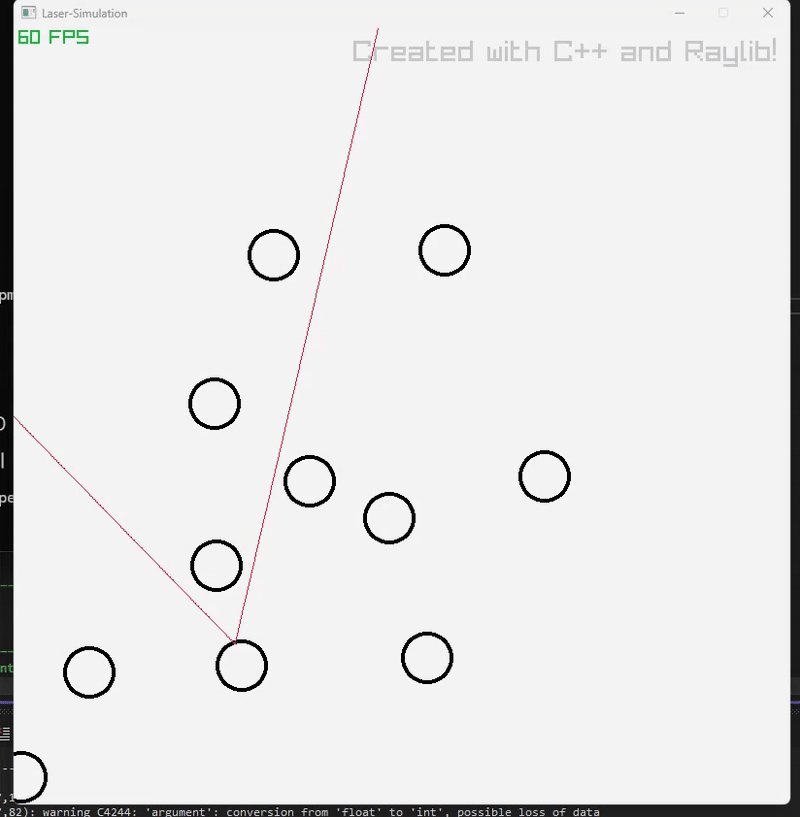 Laser-Simulation
60 FPS
Created with C++ and Raylib!
,82): warning C4244: 'argument': conversion from 'float' to 'int', possible loss of data